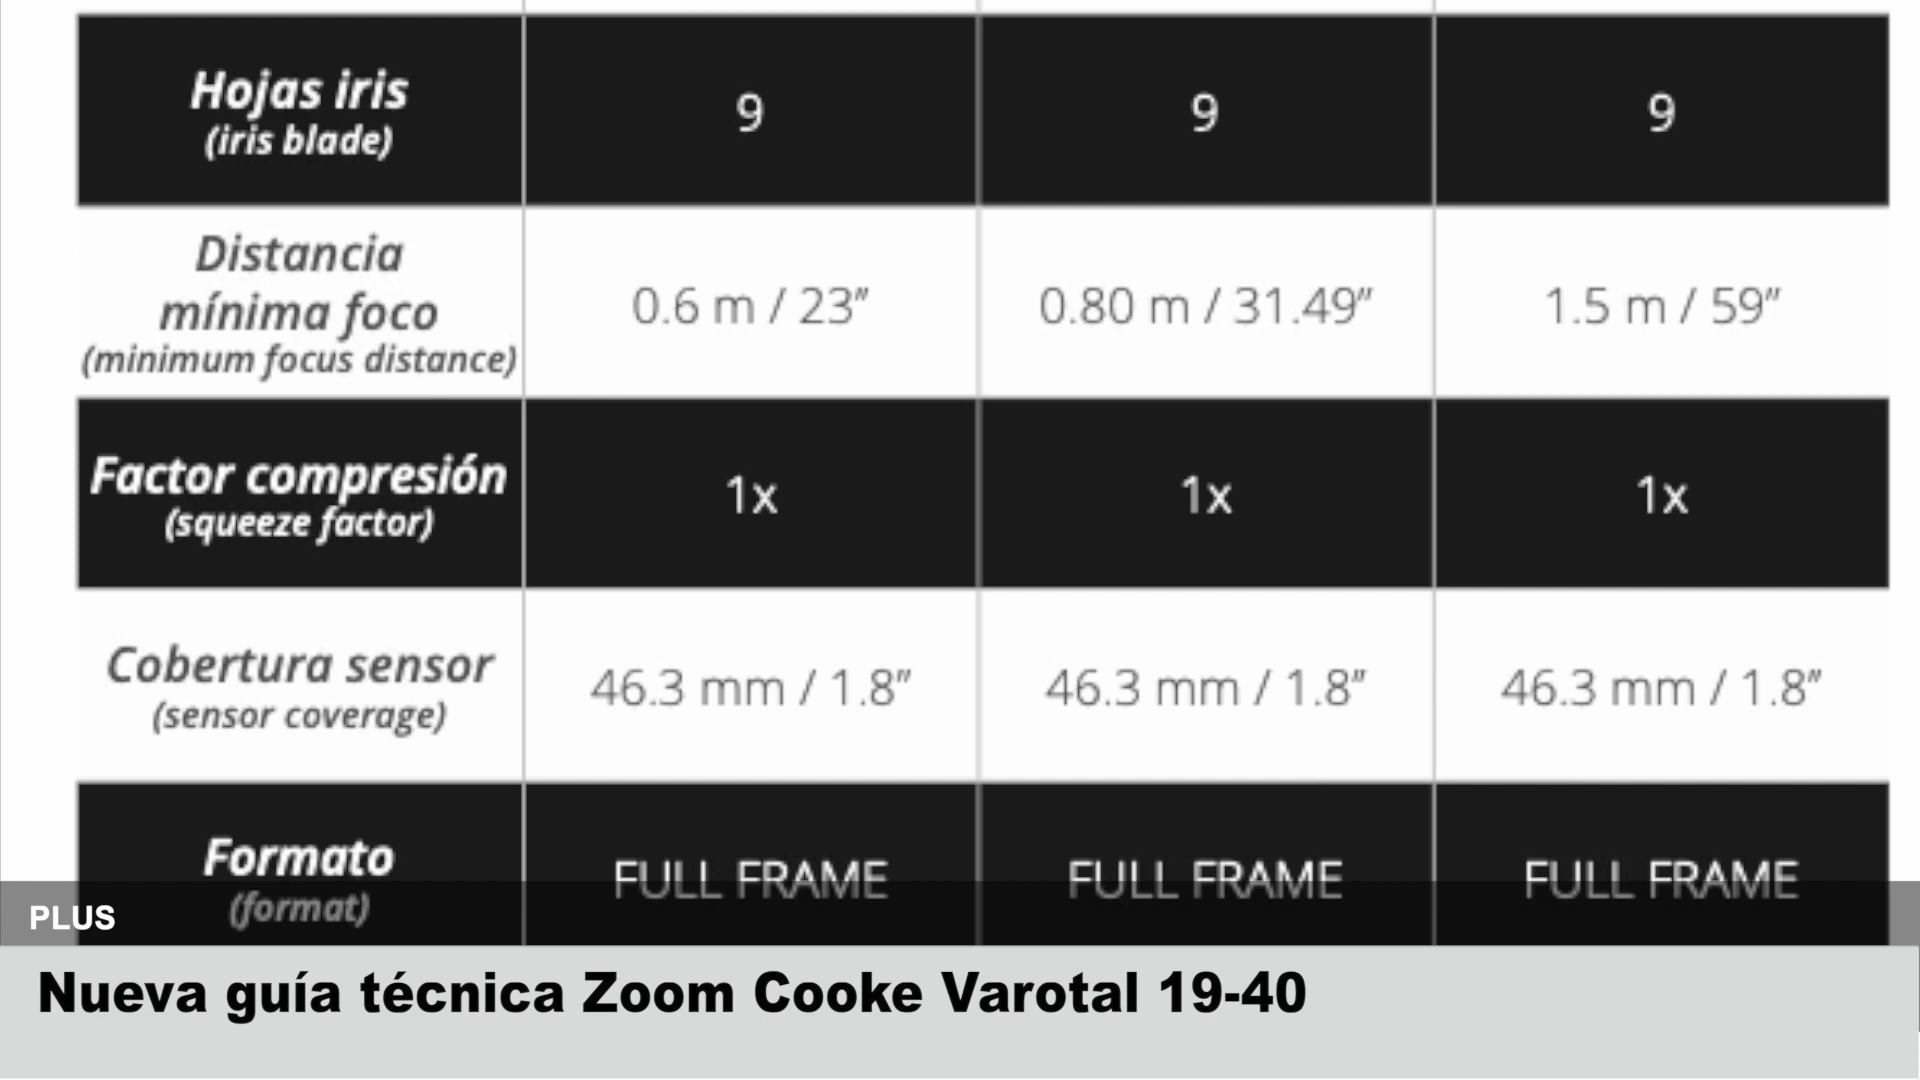 Hojas iris
(iris blade)
9
9
9
Distancia
mínima foco
(minimum focus distance)
0.6 m / 23”
0.80 m / 31.49”
1.5 m / 59”
Factor compresión
(squeeze factor)
1x
1x
1x
Cobertura sensor
(sensor coverage)
46.3 mm / 1.8”
46.3 mm / 1.8”
46.3 mm / 1.8”
Formato
(format)
FULL FRAME
FULL FRAME
FULL FRAME
PLUS
Nueva guía técnica Zoom Cooke Varotal 19-40